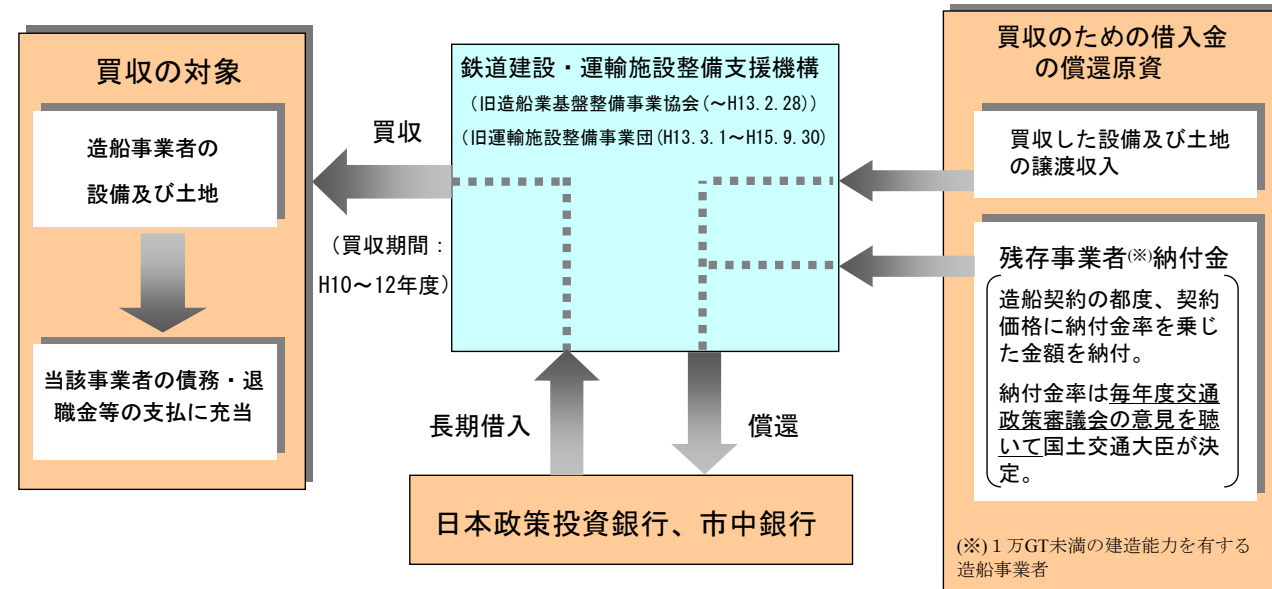 買収の対象
造船事業者の
設備及び土地
当該事業者の債務・退
職金等の支払に充当
買収
(買収期間:
H10～12年度)
鉄道建設・運輸施設整備支援機構
(旧造船業基盤整備事業協会(～H13.2.28))
(旧運輸施設整備事業団(H13.3.1～H15.9.30)
長期借入
償還
日本政策投資銀行、市中銀行
買収のための借入金
の償還原資
買収した設備及び土地
の譲渡収入
残存事業者(※)納付金
造船契約の都度、契約
価格に納付金率を乗じ
た金額を納付。
納付金率は毎年度交通
政策審議会の意見を聴
いて国土交通大臣が決
定。
(※)１万GT未満の建造能力を有する
造船事業者